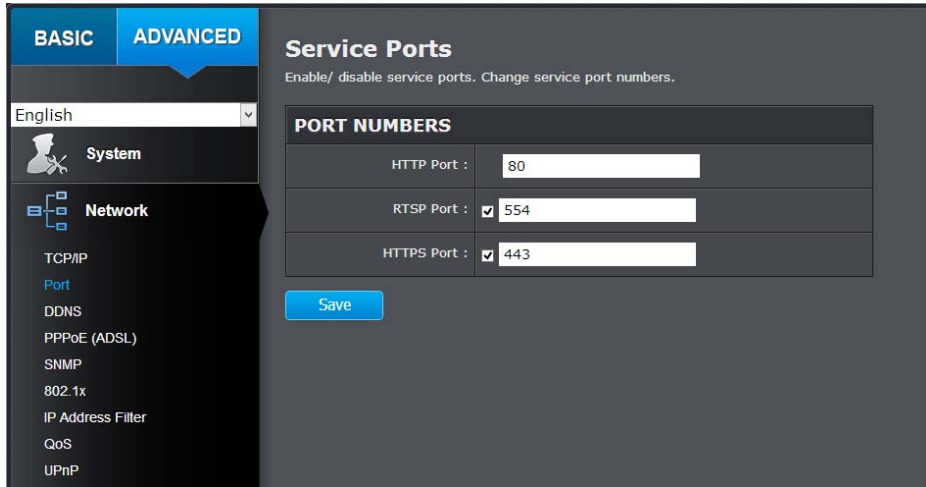 BASIC
ADVANCED
English
System
Network
TCP/IP
Port
DDNS
PPPoE (ADSL)
SNMP
802.1x
IP Address Filter
QoS
UPnP
Service Ports
Enable/ disable service ports. Change service port numbers.
PORT NUMBERS
HTTP Port : 80
RTSP Port : 554
HTTPS Port : 443
Save